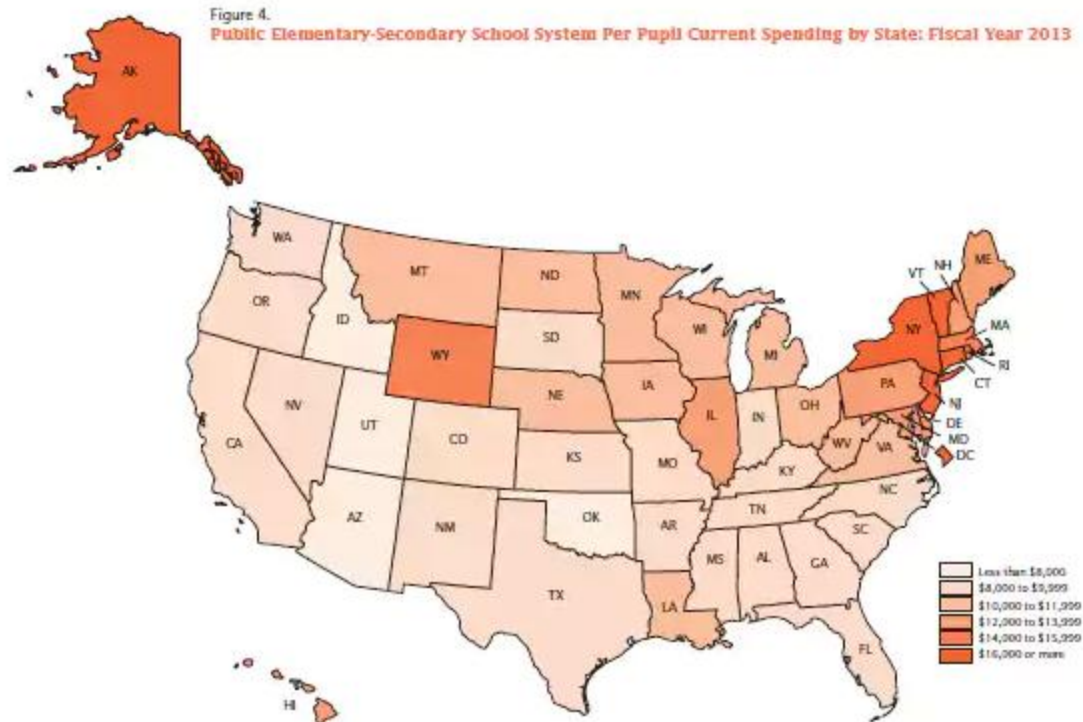 Figure 4.
Public Elementary-Secondary School System Per Pupil Current Spending by State: Fiscal Year 2013
AK
WA
MT
ND
MN
VT
NH
ME
OR
ID
WY
SD
WI
MI
NY
MA
RI
CT
NE
IA
PA
NJ
DE
MD
DC
NV
UT
CO
IL
IN
OH
WV
VA
CA
KS
MO
KY
NC
AZ
NM
OK
AR
TN
SC
TX
LA
MS
AL
GA
FL
HI
Less than $8,000
$8,000 to $9,999
$10,000 to $11,999
$12,000 to $13,999
$14,000 to $15,999
$16,000 or more